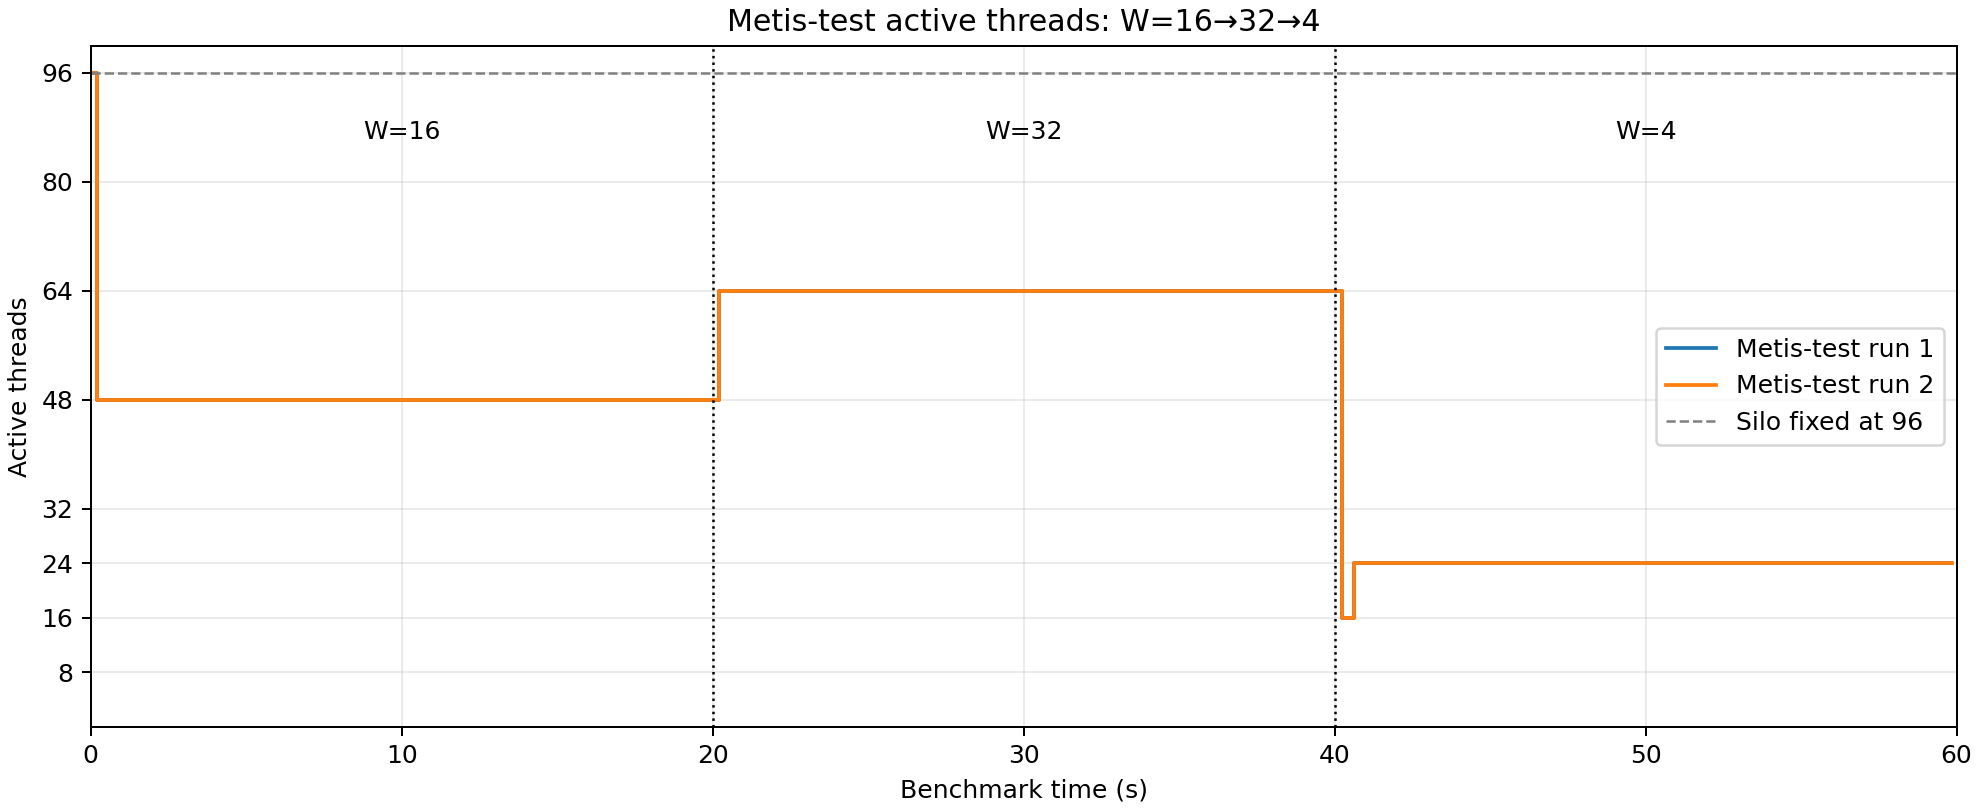 Metis-test active threads: W=16→32→4
96
80
64
48
32
24
16
8
Active threads
W=16
W=32
W=4
Metis-test run 1
Metis-test run 2
Silo fixed at 96
0
10
20
30
40
50
60
Benchmark time (s)